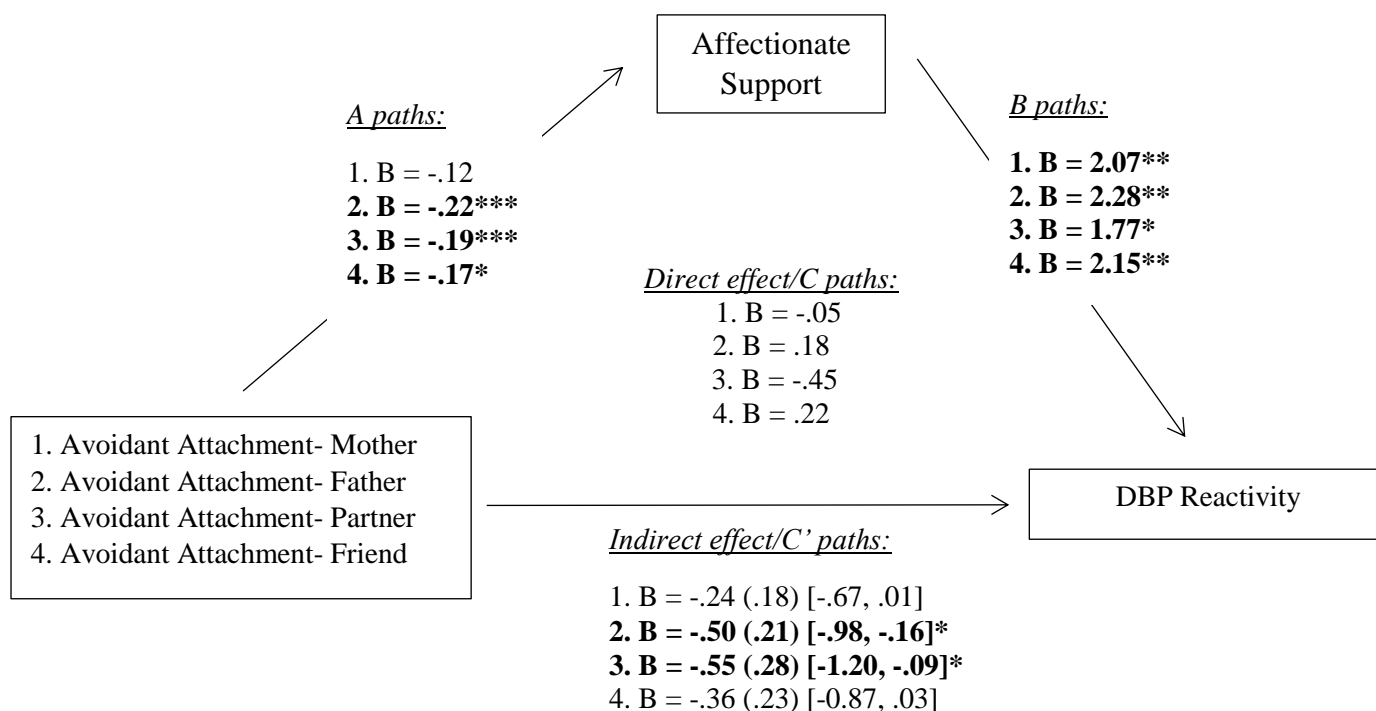 Affectionate
Support
A paths:
1. B = -.12
2. B = -.22***
3. B = -.19***
4. B = -.17*
B paths:
1. B = 2.07**
2. B = 2.28**
3. B = 1.77*
4. B = 2.15**
Direct effect/C paths:
1. B = -.05
2. B = .18
3. B = -.45
4. B = .22
1. Avoidant Attachment- Mother
2. Avoidant Attachment- Father
3. Avoidant Attachment- Partner
4. Avoidant Attachment- Friend
DBP Reactivity
Indirect effect/C’ paths:
1. B = -.24 (.18) [-.67, .01]
2. B = -.50 (.21) [-.98, -.16]*
3. B = -.55 (.28) [-1.20, -.09]*
4. B = -.36 (.23) [-0.87, .03]